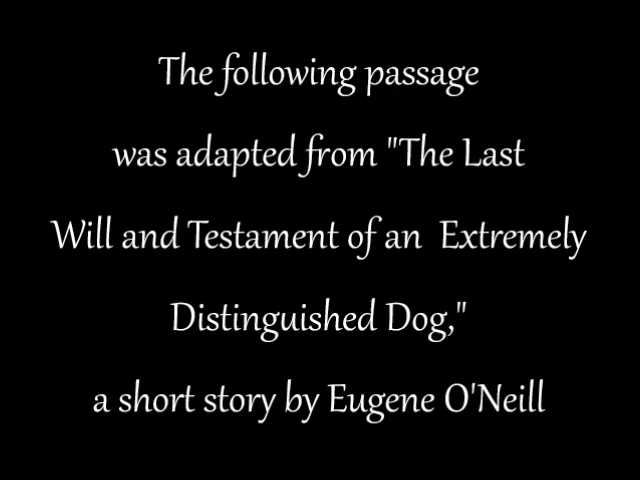 The following passage
was adapted from "The Last
Will and Testament of an Extremely
Distinguished Dog,"
a short story by Eugene O'Neill